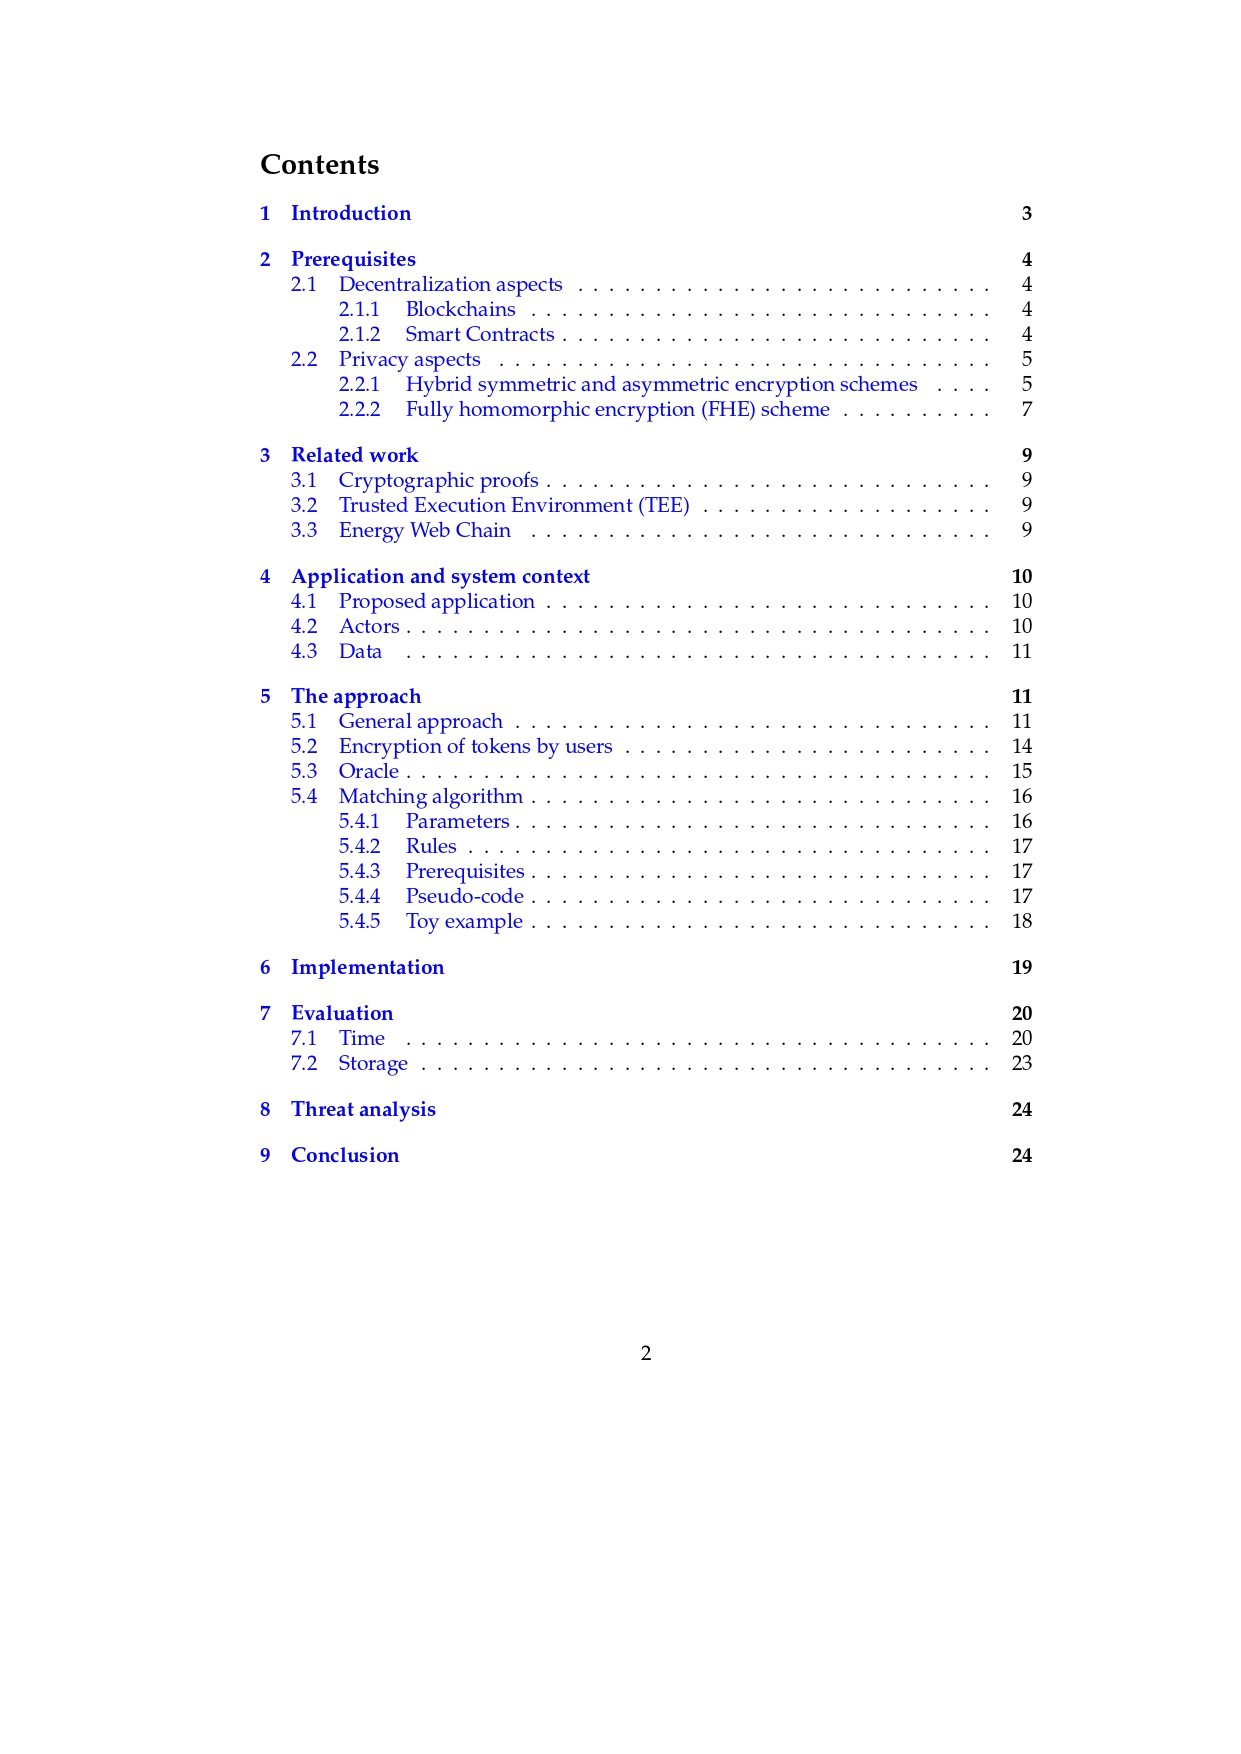 Contents
1 Introduction 3
2 Prerequisites 4
2.1 Decentralization aspects . . . . . . . . . . . . . . . . . . . . . . . . . . . 4
2.1.1 Blockchains . . . . . . . . . . . . . . . . . . . . . . . . . . . . . . 4
2.1.2 Smart Contracts . . . . . . . . . . . . . . . . . . . . . . . . . . . . 4
2.2 Privacy aspects . . . . . . . . . . . . . . . . . . . . . . . . . . . . . . . . 5
2.2.1 Hybrid symmetric and asymmetric encryption schemes . . . . 5
2.2.2 Fully homomorphic encryption (FHE) scheme . . . . . . . . . . 7
3 Related work 9
3.1 Cryptographic proofs . . . . . . . . . . . . . . . . . . . . . . . . . . . . . 9
3.2 Trusted Execution Environment (TEE) . . . . . . . . . . . . . . . . . . . 9
3.3 Energy Web Chain . . . . . . . . . . . . . . . . . . . . . . . . . . . . . . 9
4 Application and system context 10
4.1 Proposed application . . . . . . . . . . . . . . . . . . . . . . . . . . . . . 10
4.2 Actors . . . . . . . . . . . . . . . . . . . . . . . . . . . . . . . . . . . . . . 10
4.3 Data . . . . . . . . . . . . . . . . . . . . . . . . . . . . . . . . . . . . . . 11
5 The approach 11
5.1 General approach . . . . . . . . . . . . . . . . . . . . . . . . . . . . . . . 11
5.2 Encryption of tokens by users . . . . . . . . . . . . . . . . . . . . . . . . 14
5.3 Oracle . . . . . . . . . . . . . . . . . . . . . . . . . . . . . . . . . . . . . . 15
5.4 Matching algorithm . . . . . . . . . . . . . . . . . . . . . . . . . . . . . . 16
5.4.1 Parameters . . . . . . . . . . . . . . . . . . . . . . . . . . . . . . . 16
5.4.2 Rules . . . . . . . . . . . . . . . . . . . . . . . . . . . . . . . . . . 17
5.4.3 Prerequisites . . . . . . . . . . . . . . . . . . . . . . . . . . . . . . 17
5.4.4 Pseudo-code . . . . . . . . . . . . . . . . . . . . . . . . . . . . . . 17
5.4.5 Toy example . . . . . . . . . . . . . . . . . . . . . . . . . . . . . . 18
6 Implementation 19
7 Evaluation 20
7.1 Time . . . . . . . . . . . . . . . . . . . . . . . . . . . . . . . . . . . . . . 20
7.2 Storage . . . . . . . . . . . . . . . . . . . . . . . . . . . . . . . . . . . . . 23
8 Threat analysis 24
9 Conclusion 24
2